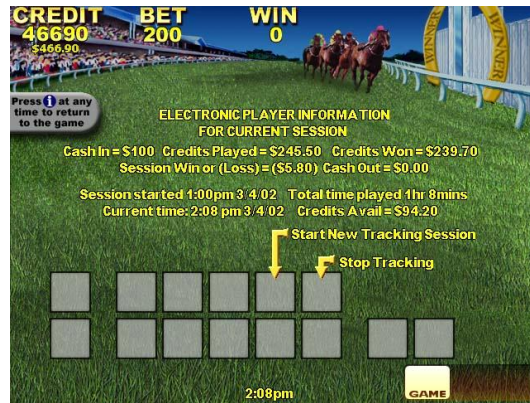 CREDIT BET WIN
46690 200 0
$466.90
WINNER WINNER
Press i at any
time to return
to the game
ELECTRONIC PLAYER INFORMATION
FOR CURRENT SESSION
Cash In = $100 Credits Played = $245.50 Credits Won = $239.70
Session Win or (Loss) = ($5.80) Cash Out = $0.00
Session started 1:00pm 3/4/02 Total time played 1hr 8mins
Current time: 2:08 pm 3/4/02 Credits Avail = $94.20
Start New Tracking Session
Stop Tracking
GAME
2:08pm